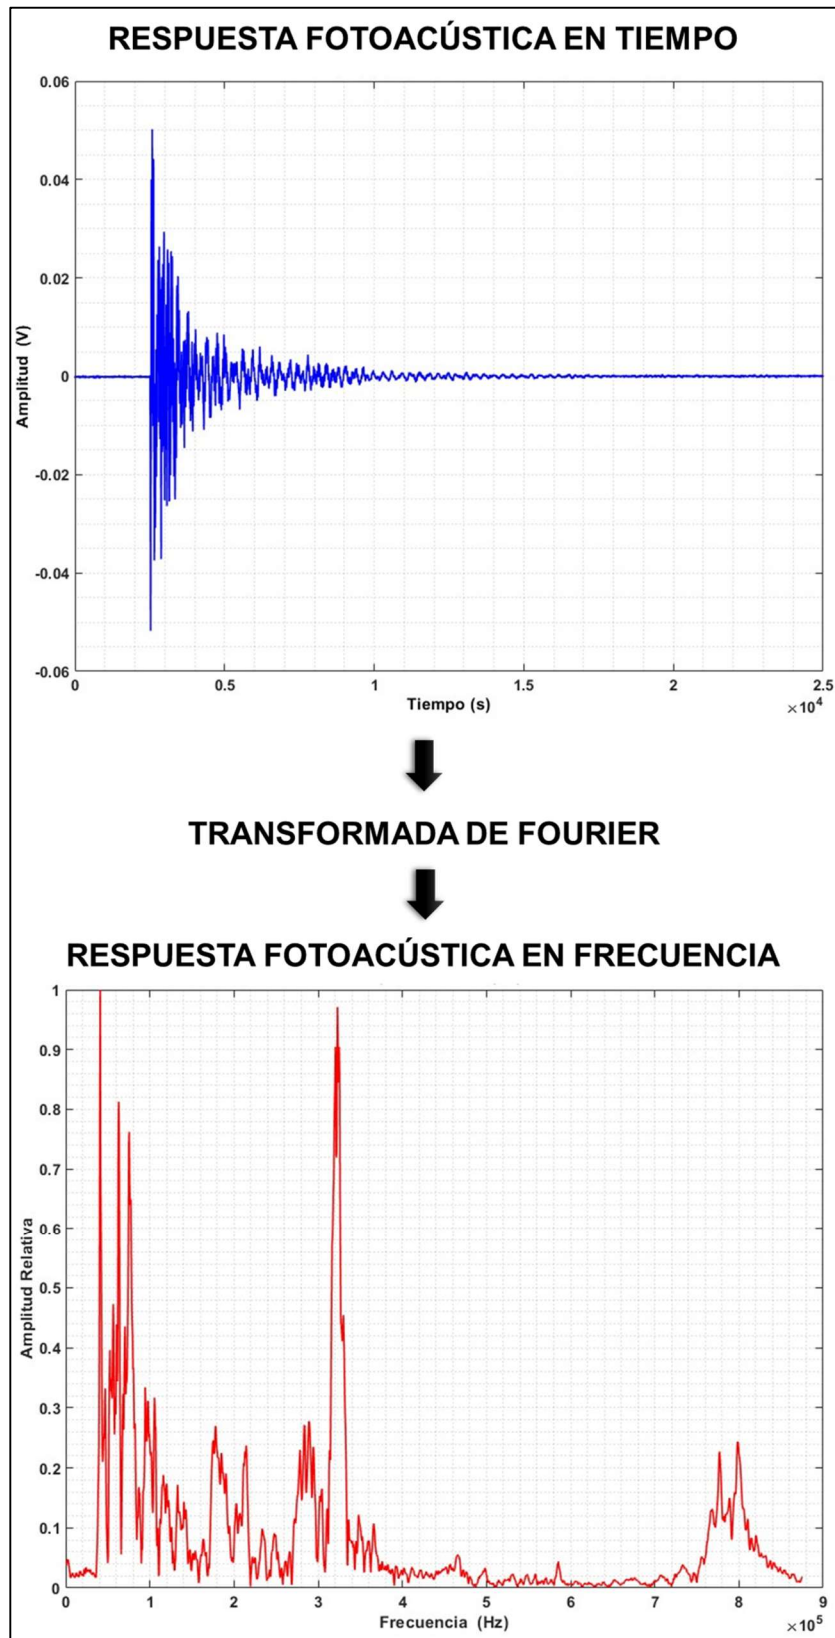 RESPUESTA FOTOACÚSTICA EN TIEMPO
0.06
0.04
0.02
0
-0.02
-0.04
-0.06
Amplitud (V)
0 0.5 1 1.5 2 2.5
Tiempo (s)
×10⁴
TRANSFORMADA DE FOURIER
RESPUESTA FOTOACÚSTICA EN FRECUENCIA
1
0.9
0.8
0.7
0.6
0.5
0.4
0.3
0.2
0.1
0
Amplitud Relativa
0 1 2 3 4 5 6 7 8 9
Frecuencia (Hz)
×10⁵